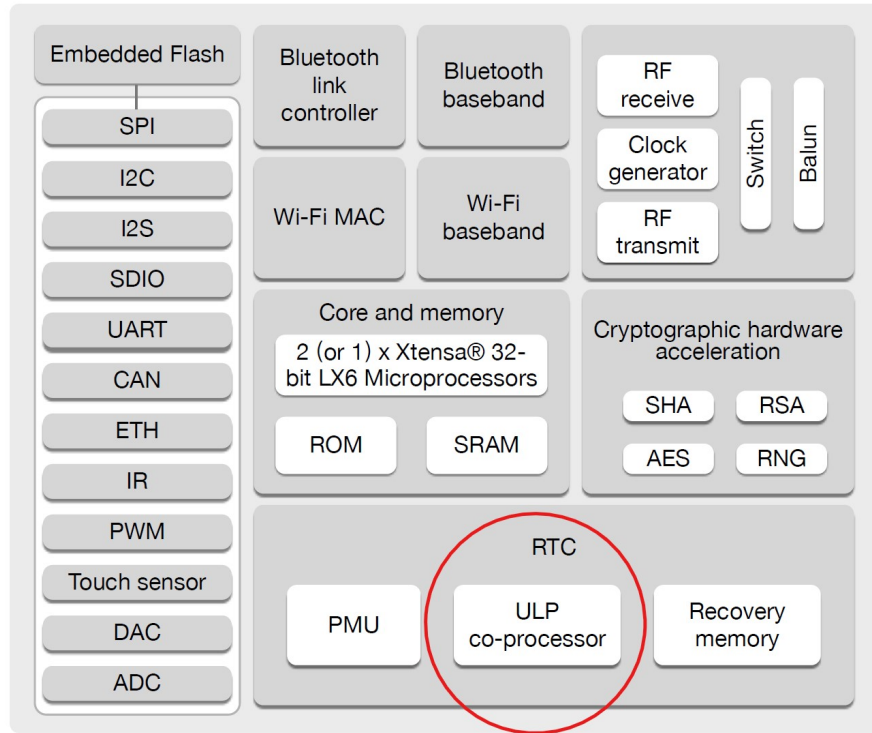 Embedded Flash
SPI
I2C
I2S
SDIO
UART
CAN
ETH
IR
PWM
Touch sensor
DAC
ADC
Bluetooth
link
controller
Bluetooth
baseband
Wi-Fi MAC
Wi-Fi
baseband
RF
receive
Clock
generator
RF
transmit
Switch
Balun
Core and memory
2 (or 1) x Xtensa® 32-
bit LX6 Microprocessors
ROM
SRAM
Cryptographic hardware
acceleration
SHA
RSA
AES
RNG
RTC
PMU
ULP
co-processor
Recovery
memory